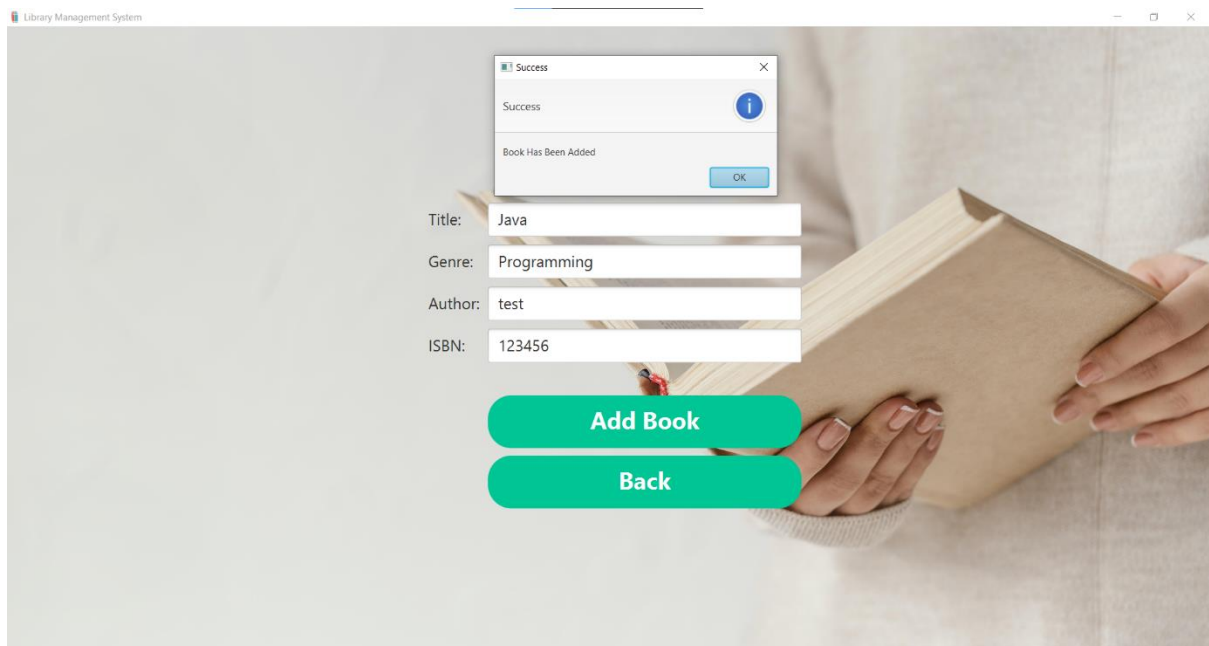 Library Management System
Success
Success
Book Has Been Added
OK
Title: Java
Genre: Programming
Author: test
ISBN: 123456
Add Book
Back